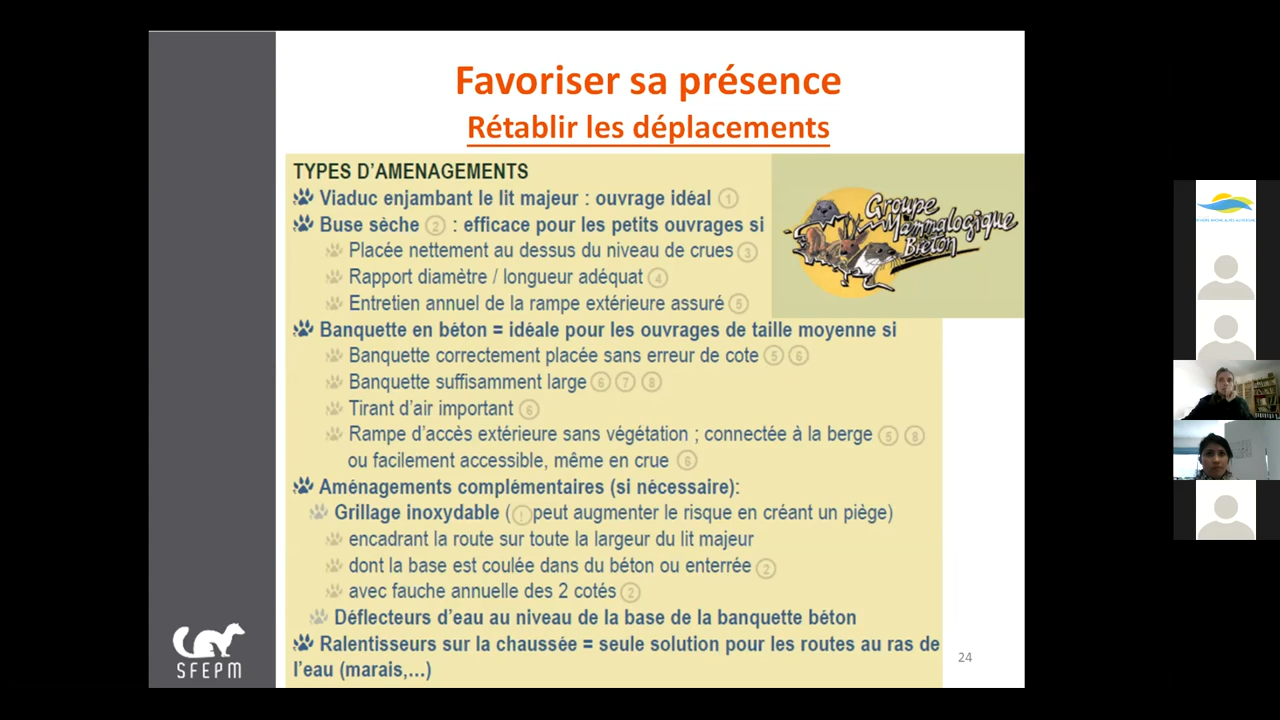 Favoriser sa présence
Rétablir les déplacements
TYPES D’AMENAGEMENTS
Viaduc enjambant le lit majeur : ouvrage idéal 1
Buse sèche 2 : efficace pour les petits ouvrages si
Placée nettement au dessus du niveau de crues 3
Rapport diamètre / longueur adéquat 4
Entretien annuel de la rampe extérieure assuré 5
Groupe
Mammalogique
Breton
Banquette en béton = idéale pour les ouvrages de taille moyenne si
Banquette correctement placée sans erreur de cote 5 6
Banquette suffisamment large 6 7 8
Tirant d’air important 6
Rampe d’accès extérieure sans végétation ; connectée à la berge 5 8
ou facilement accessible, même en crue 6
Aménagements complémentaires (si nécessaire):
Grillage inoxydable (! peut augmenter le risque en créant un piège)
encadrant la route sur toute la largeur du lit majeur
dont la base est coulée dans du béton ou enterrée 2
avec fauche annuelle des 2 cotés 2
Déflecteurs d’eau au niveau de la base de la banquette béton
Ralentisseurs sur la chaussée = seule solution pour les routes au ras de
l’eau (marais,...)
24
SFEPM